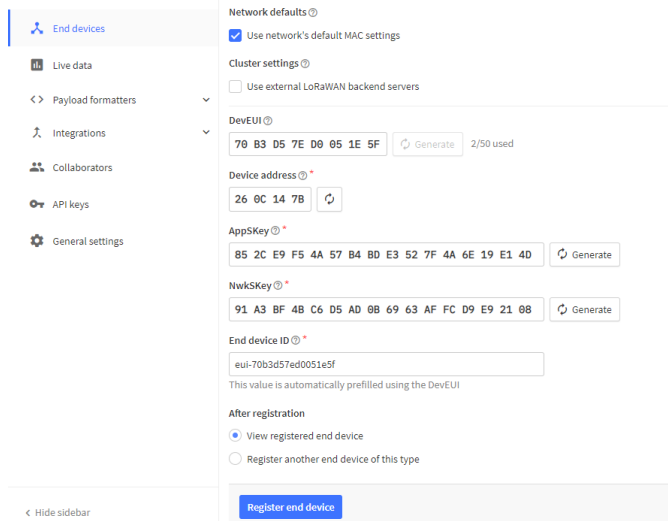 End devices
Live data
Payload formatters
Integrations
Collaborators
API keys
General settings
Hide sidebar
Network defaults
Use network's default MAC settings
Cluster settings
Use external LoRaWAN backend servers
DevEUI
70 B3 D5 7E D0 05 1E 5F Generate 2/50 used
Device address *
26 0C 14 7B
AppSKey *
85 2C E9 F5 4A 57 B4 BD E3 52 7F 4A 6E 19 E1 4D Generate
NwkSKey *
91 A3 BF 4B C6 D5 AD 0B 69 63 AF FC D9 E9 21 08 Generate
End device ID *
eui-70b3d57ed0051e5f
This value is automatically prefilled using the DevEUI
After registration
View registered end device
Register another end device of this type
Register end device